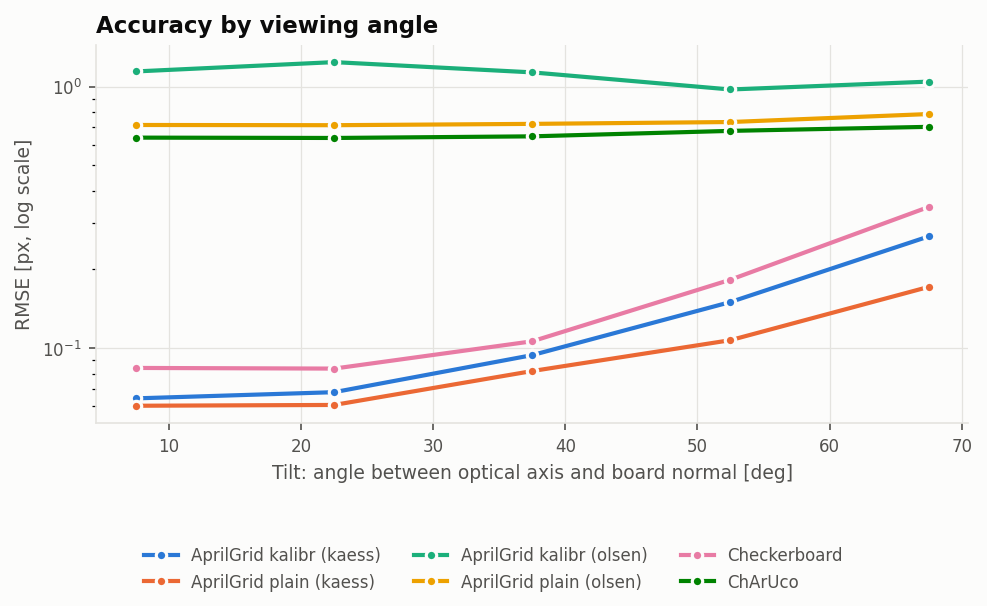 Accuracy by viewing angle
RMSE [px, log scale]
10⁰
10⁻¹
10 20 30 40 50 60 70
Tilt: angle between optical axis and board normal [deg]
AprilGrid kalibr (kaess) AprilGrid kalibr (olsen) Checkerboard
AprilGrid plain (kaess) AprilGrid plain (olsen) ChArUco